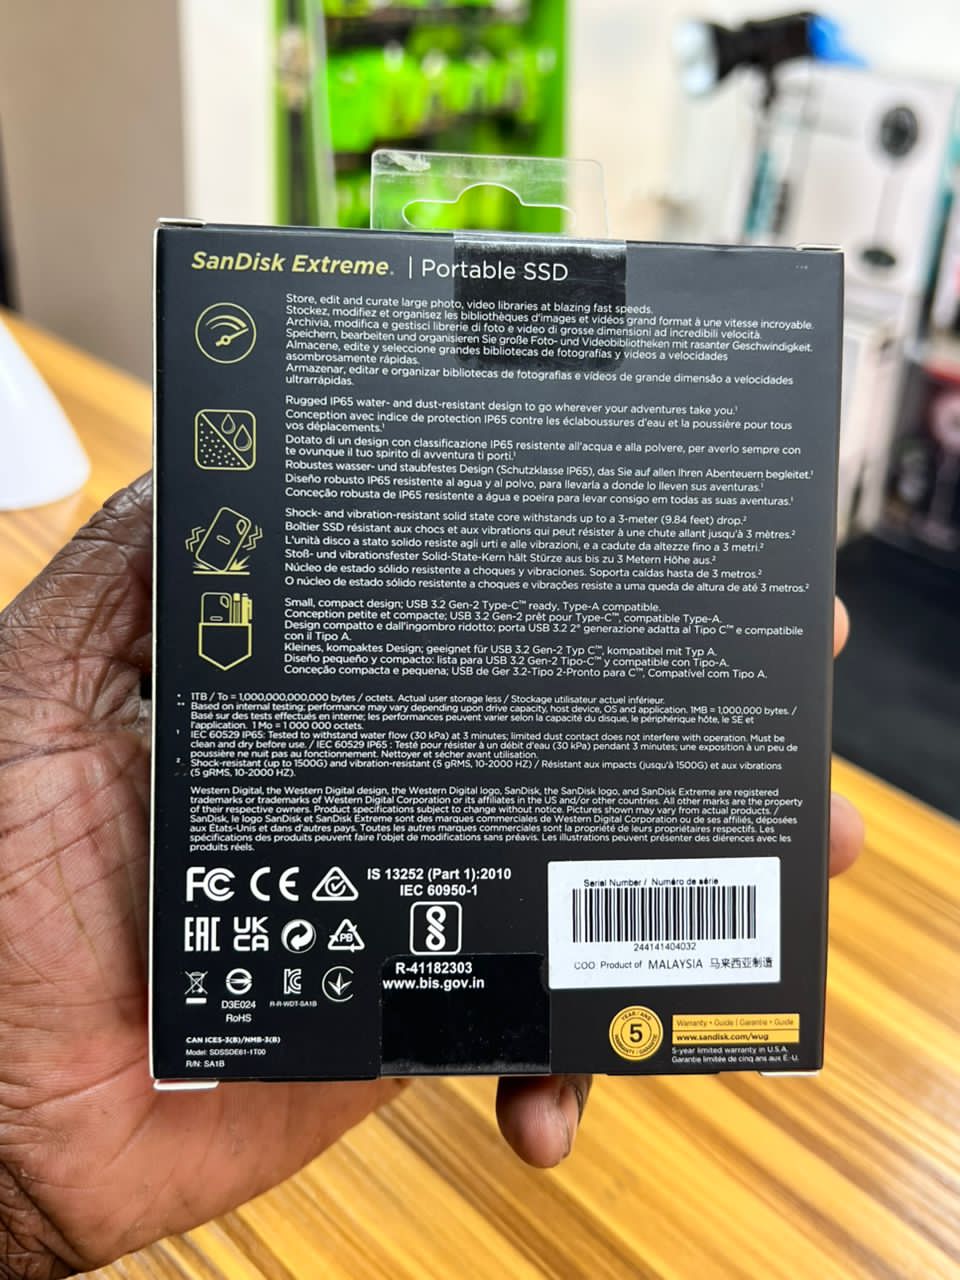 SanDisk Extreme® | Portable SSD
Store, edit and curate large photo, video libraries at blazing fast speeds.
Stockez, modifiez et organisez les bibliothèques d'images et vidéos grand format à une vitesse incroyable.
Archivia, modifica e gestisci librerie di foto e video di grosse dimensioni ad incredibili velocità.
Speichern, bearbeiten und organisieren Sie große Foto- und Videobibliotheken mit rasanter Geschwindigkeit.
Almacene, edite y seleccione grandes bibliotecas de fotografías y videos a velocidades
asombrosamente rápidas.
Armazenar, editar e organizar bibliotecas de fotografias e vídeos de grande dimensão a velocidades
ultrarrápidas.
Rugged IP65 water- and dust-resistant design to go wherever your adventures take you.¹
Conception avec indice de protection IP65 contre les éclaboussures d'eau et la poussière pour tous
vos déplacements.¹
Dotato di un design con classificazione IP65 resistente all'acqua e alla polvere, per averlo sempre con
te ovunque il tuo spirito di avventura ti porti.¹
Robustes wasser- und staubfestes Design (Schutzklasse IP65), das Sie auf allen Ihren Abenteuern begleitet.¹
Diseño robusto IP65 resistente al agua y al polvo, para llevarla a donde lo lleven sus aventuras.¹
Conceção robusta de IP65 resistente a água e poeira para levar consigo em todas as suas aventuras.¹
Shock- and vibration-resistant solid state core withstands up to a 3-meter (9.84 feet) drop.²
Boîtier SSD résistant aux chocs et aux vibrations qui peut résister à une chute allant jusqu'à 3 mètres.²
L'unità disco a stato solido resiste agli urti e alle vibrazioni, e a cadute da altezze fino a 3 metri.²
Stoß- und vibrationsfester Solid-State-Kern hält Stürze aus bis zu 3 Metern Höhe aus.²
Núcleo de estado sólido resistente a choques y vibraciones. Soporta caídas hasta de 3 metros.²
O núcleo de estado sólido resistente a choques e vibrações resiste a uma queda de altura de até 3 metros.²
Small, compact design; USB 3.2 Gen-2 Type-C™ ready, Type-A compatible.
Conception petite et compacte; USB 3.2 Gen-2 prêt pour Type-C™, compatible Type-A.
Design compatto e dall'ingombro ridotto; porta USB 3.2 2° generazione adatta al Tipo C™ e compatibile
con il Tipo A.
Kleines, kompaktes Design; geeignet für USB 3.2 Gen-2 Typ C™, kompatibel mit Typ A.
Diseño pequeño y compacto: lista para USB 3.2 Gen-2 Tipo-C™ y compatible con Tipo-A.
Conceção compacta e pequena; USB de Ger 3.2-Tipo 2-Pronto para C™, Compatível com Tipo A.
* 1TB / To = 1,000,000,000,000 bytes / octets. Actual user storage less / Stockage utilisateur actuel inférieur.
** Based on internal testing; performance may vary depending upon drive capacity, host device, OS and application. 1MB = 1,000,000 bytes. /
Basé sur des tests effectués en interne; les performances peuvent varier selon la capacité du disque, le périphérique hôte, le SE et
l'application. 1 Mo = 1 000 000 octets.
¹ IEC 60529 IP65: Tested to withstand water flow (30 kPa) at 3 minutes; limited dust contact does not interfere with operation. Must be
clean and dry before use. / IEC 60529 IP65 : Testé pour résister à un débit d'eau (30 kPa) pendant 3 minutes; une exposition à un peu de
poussière ne nuit pas au fonctionnement. Nettoyer et sécher avant utilisation.
² Shock-resistant (up to 1500G) and vibration-resistant (5 gRMS, 10-2000 HZ) / Résistant aux impacts (jusqu'à 1500G) et aux vibrations
(5 gRMS, 10-2000 HZ).
Western Digital, the Western Digital design, the Western Digital logo, SanDisk, the SanDisk logo, and SanDisk Extreme are registered
trademarks or trademarks of Western Digital Corporation or its affiliates in the US and/or other countries. All other marks are the property
of their respective owners. Product specifications subject to change without notice. Pictures shown may vary from actual products. /
SanDisk, le logo SanDisk et SanDisk Extreme sont des marques commerciales de Western Digital Corporation ou de ses affiliés, déposées
aux États-Unis et dans d'autres pays. Toutes les autres marques commerciales sont la propriété de leurs propriétaires respectifs. Les
spécifications des produits peuvent faire l'objet de modifications sans préavis. Les illustrations peuvent présenter des diérences avec les
produits réels.
FC CE
IS 13252 (Part 1):2010
IEC 60950-1
EAC UK CA PB
R-41182303
www.bis.gov.in
D3E024
RoHS
R-R-WDT-SA1B
CAN ICES-3(B)/NMB-3(B)
Model: SDSSDE61-1T00
R/N: SA1B
Serial Number / Numéro de série
244141404032
COO Product of MALAYSIA 马来西亚制造
YEAR / ANS
5
WARRANTY / GARANTIE
Warranty • Guide | Garantie • Guide
www.sandisk.com/wug
5-year limited warranty in U.S.A.
Garantie limitée de cinq ans aux É.-U.